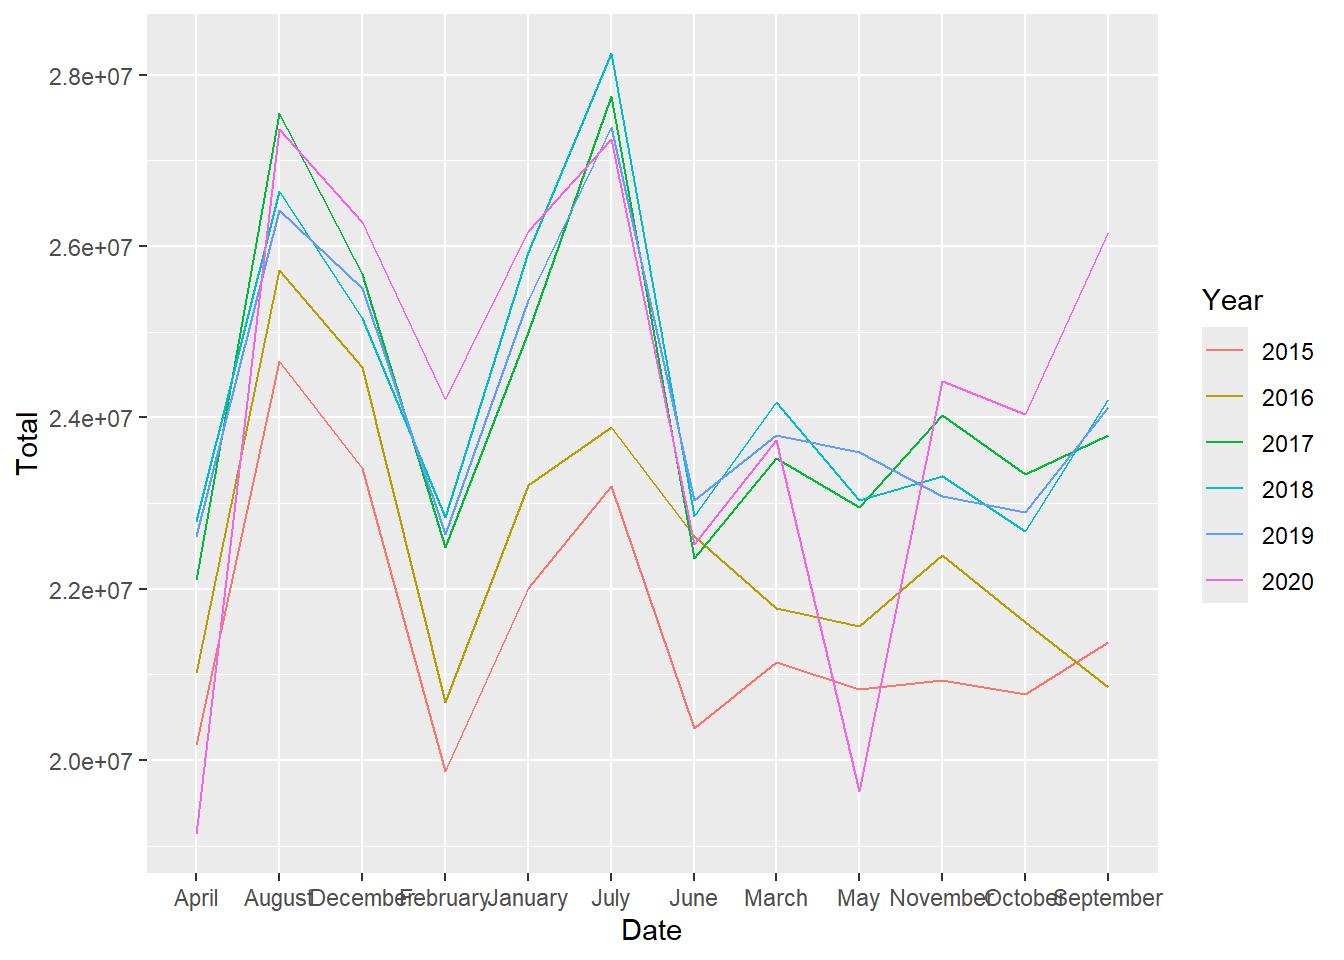 2.8e+07
2.6e+07
2.4e+07
2.2e+07
2.0e+07
Total
April August December February January July June March May November October September
Date
Year
2015
2016
2017
2018
2019
2020